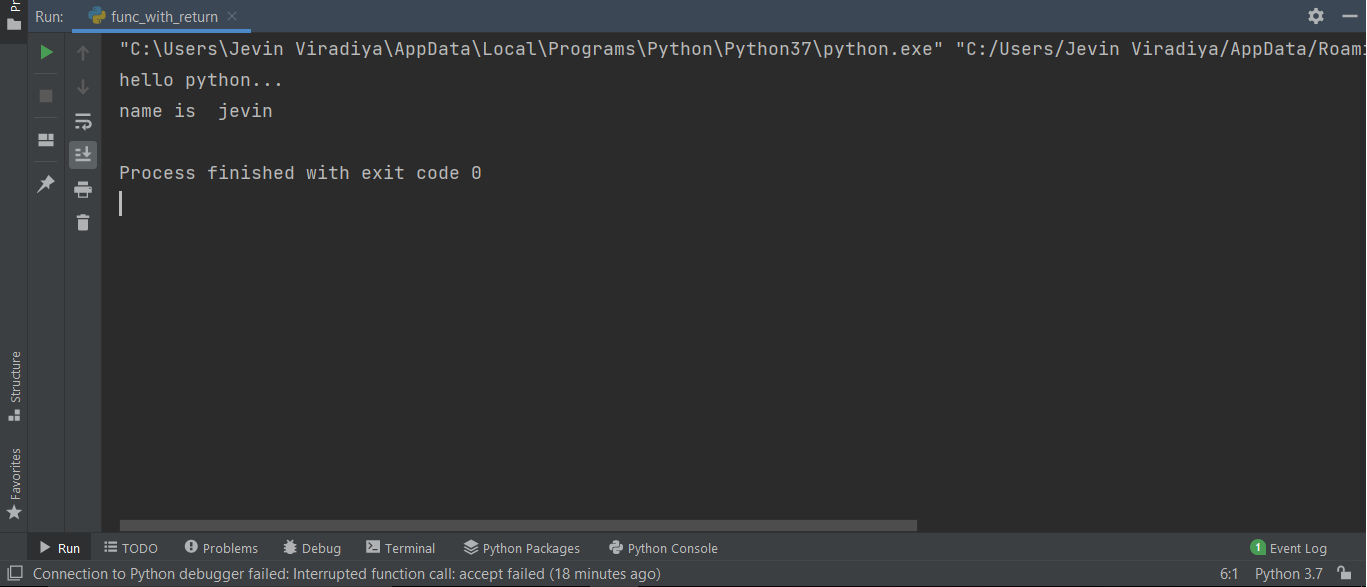 Run: func_with_return
"C:\Users\Jevin Viradiya\AppData\Local\Programs\Python\Python37\python.exe" "C:/Users/Jevin Viradiya/AppData/Roami
hello python...
name is  jevin
Process finished with exit code 0
Structure
Favorites
Run TODO Problems Debug Terminal Python Packages Python Console 1 Event Log
Connection to Python debugger failed: Interrupted function call: accept failed (18 minutes ago) 6:1 Python 3.7